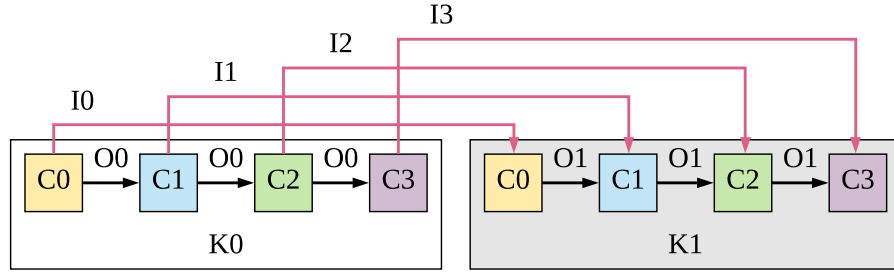 I3
I2
I1
I0
O0 O0 O0 O1 O1 O1
C0 C1 C2 C3 C0 C1 C2 C3
K0 K1